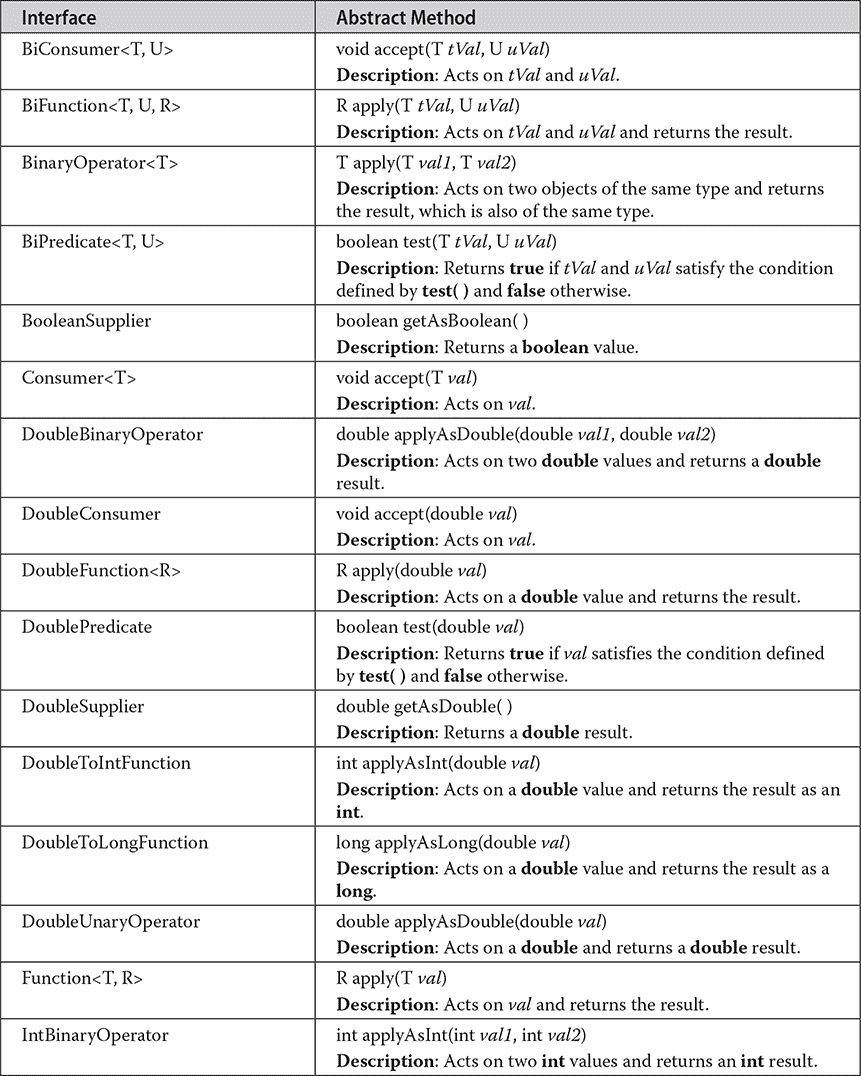 Interface Abstract Method
BiConsumer<T, U> void accept(T tVal, U uVal)
Description: Acts on tVal and uVal.
BiFunction<T, U, R> R apply(T tVal, U uVal)
Description: Acts on tVal and uVal and returns the result.
BinaryOperator<T> T apply(T val1, T val2)
Description: Acts on two objects of the same type and returns
the result, which is also of the same type.
BiPredicate<T, U> boolean test(T tVal, U uVal)
Description: Returns true if tVal and uVal satisfy the condition
defined by test( ) and false otherwise.
BooleanSupplier boolean getAsBoolean( )
Description: Returns a boolean value.
Consumer<T> void accept(T val)
Description: Acts on val.
DoubleBinaryOperator double applyAsDouble(double val1, double val2)
Description: Acts on two double values and returns a double
result.
DoubleConsumer void accept(double val)
Description: Acts on val.
DoubleFunction<R> R apply(double val)
Description: Acts on a double value and returns the result.
DoublePredicate boolean test(double val)
Description: Returns true if val satisfies the condition defined
by test( ) and false otherwise.
DoubleSupplier double getAsDouble( )
Description: Returns a double result.
DoubleToIntFunction int applyAsInt(double val)
Description: Acts on a double value and returns the result as an
int.
DoubleToLongFunction long applyAsLong(double val)
Description: Acts on a double value and returns the result as a
long.
DoubleUnaryOperator double applyAsDouble(double val)
Description: Acts on a double and returns a double result.
Function<T, R> R apply(T val)
Description: Acts on val and returns the result.
IntBinaryOperator int applyAsInt(int val1, int val2)
Description: Acts on two int values and returns an int result.